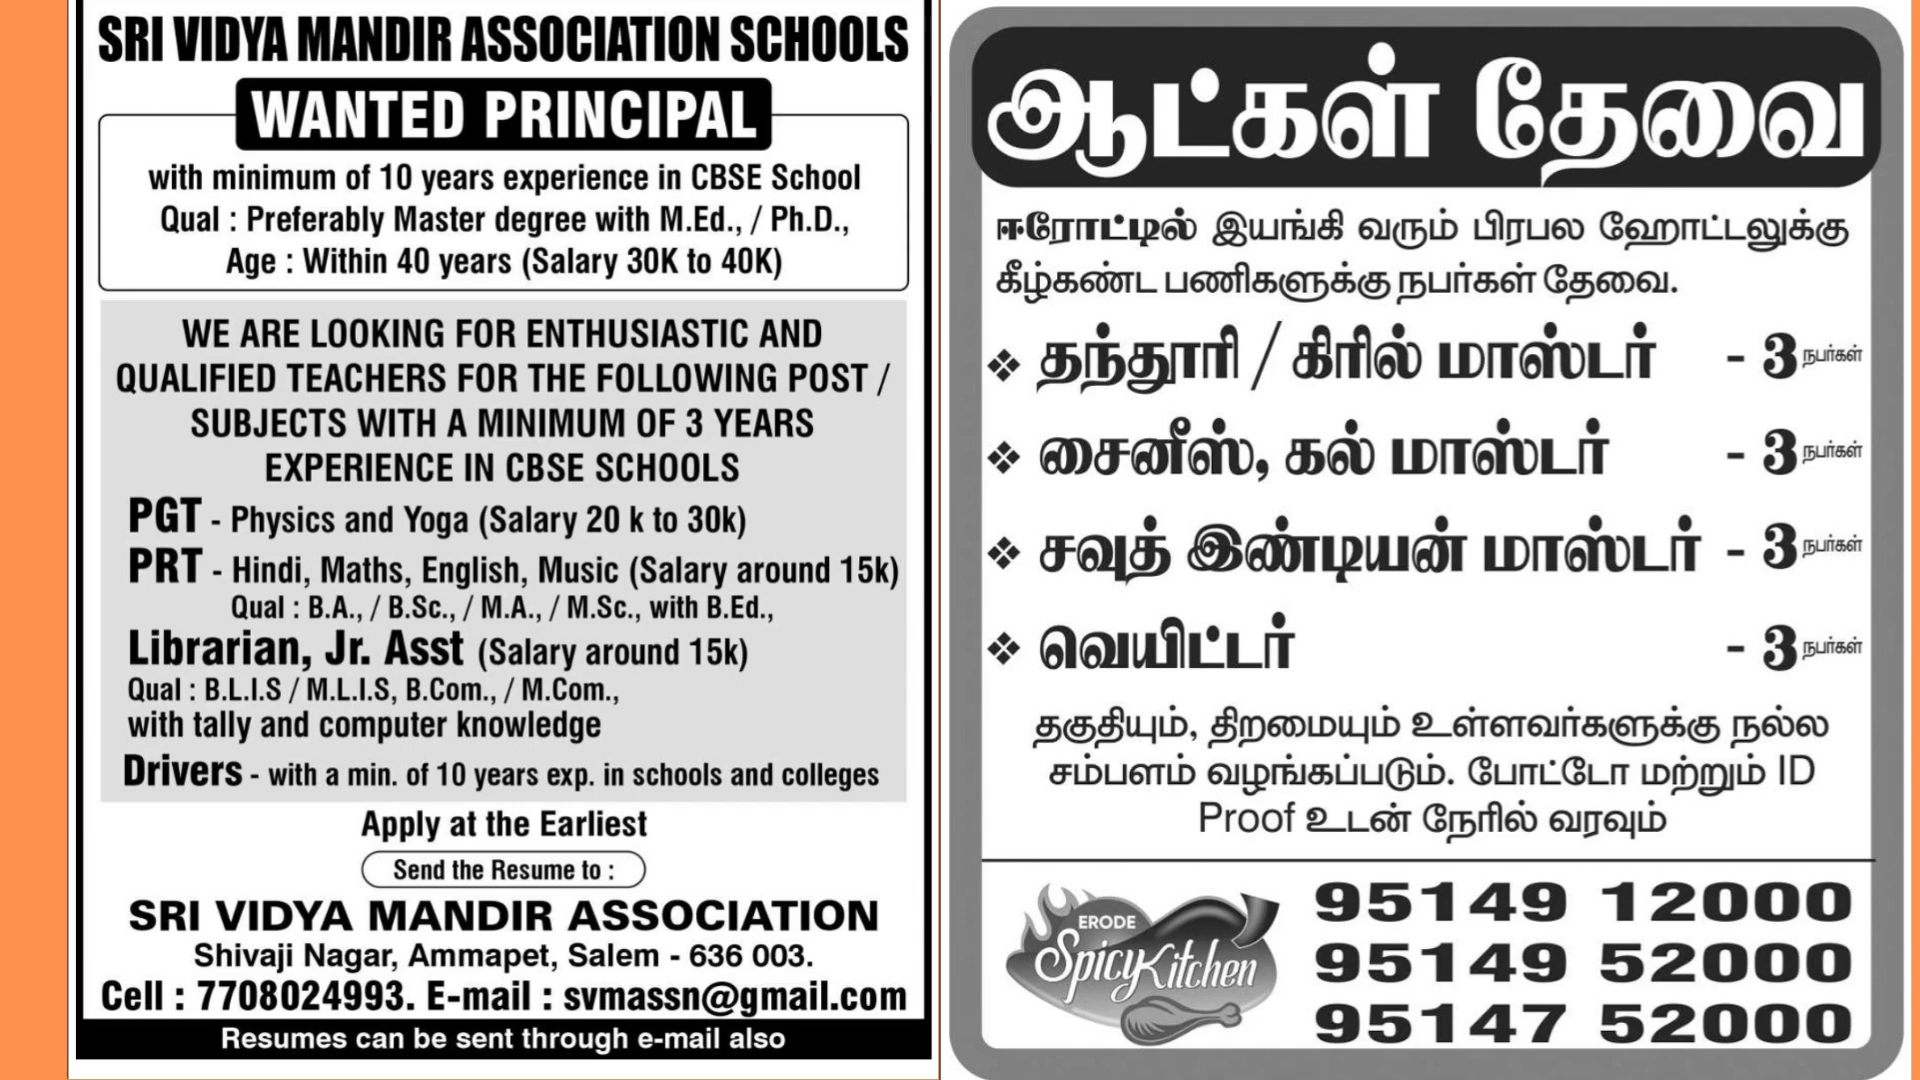 SRI VIDYA MANDIR ASSOCIATION SCHOOLS
WANTED PRINCIPAL
with minimum of 10 years experience in CBSE School
Qual : Preferably Master degree with M.Ed., / Ph.D.,
Age : Within 40 years (Salary 30K to 40K)
WE ARE LOOKING FOR ENTHUSIASTIC AND
QUALIFIED TEACHERS FOR THE FOLLOWING POST /
SUBJECTS WITH A MINIMUM OF 3 YEARS
EXPERIENCE IN CBSE SCHOOLS
PGT - Physics and Yoga (Salary 20 k to 30k)
PRT - Hindi, Maths, English, Music (Salary around 15k)
Qual : B.A., / B.Sc., / M.A., / M.Sc., with B.Ed.,
Librarian, Jr. Asst (Salary around 15k)
Qual : B.L.I.S / M.L.I.S, B.Com., / M.Com.,
with tally and computer knowledge
Drivers - with a min. of 10 years exp. in schools and colleges
Apply at the Earliest
Send the Resume to :
SRI VIDYA MANDIR ASSOCIATION
Shivaji Nagar, Ammapet, Salem - 636 003.
Cell : 7708024993. E-mail : svmassn@gmail.com
Resumes can be sent through e-mail also
ஆட்கள் தேவை
ஈரோட்டில் இயங்கி வரும் பிரபல ஹோட்டலுக்கு
கீழ்கண்ட பணிகளுக்கு நபர்கள் தேவை.
❖ தந்தூரி / கிரில் மாஸ்டர் - 3 நபர்கள்
❖ சைனீஸ், கல் மாஸ்டர் - 3 நபர்கள்
❖ சவுத் இண்டியன் மாஸ்டர் - 3 நபர்கள்
❖ வெயிட்டர் - 3 நபர்கள்
தகுதியும், திறமையும் உள்ளவர்களுக்கு நல்ல
சம்பளம் வழங்கப்படும். போட்டோ மற்றும் ID
Proof உடன் நேரில் வரவும்
ERODE
Spicy Kitchen
95149 12000
95149 52000
95147 52000